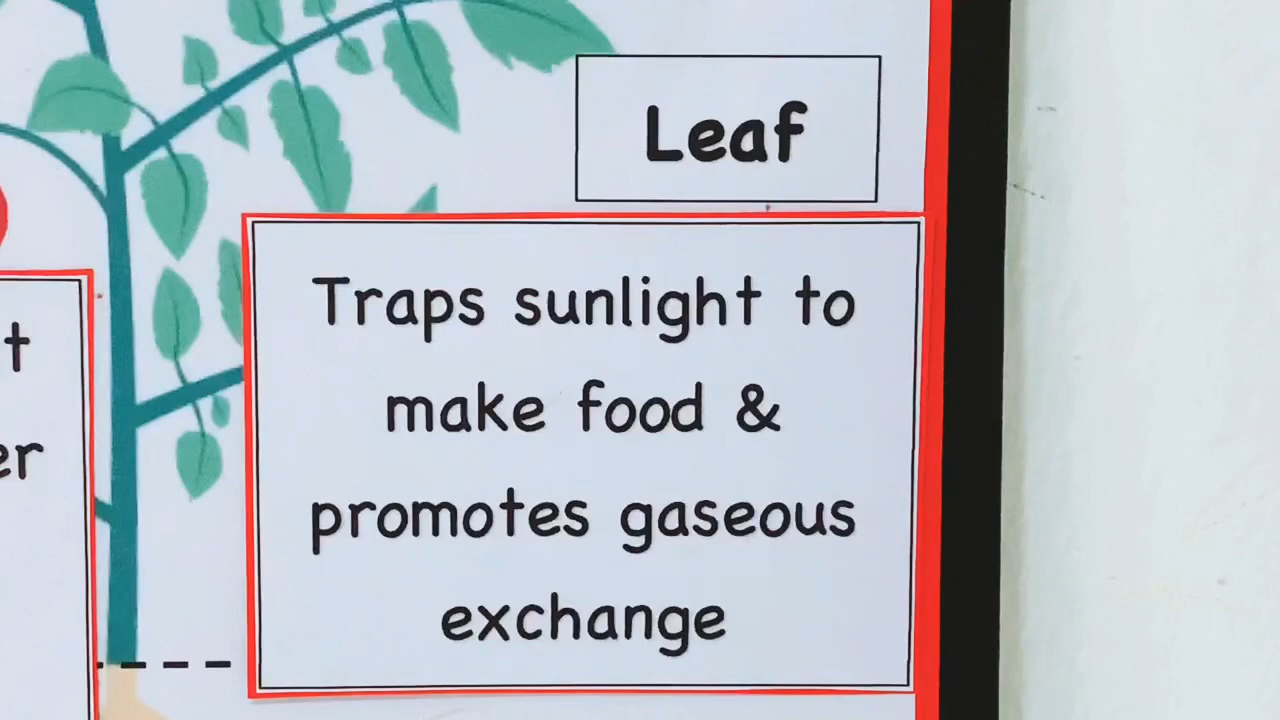 Leaf
Traps sunlight to
make food &
promotes gaseous
exchange